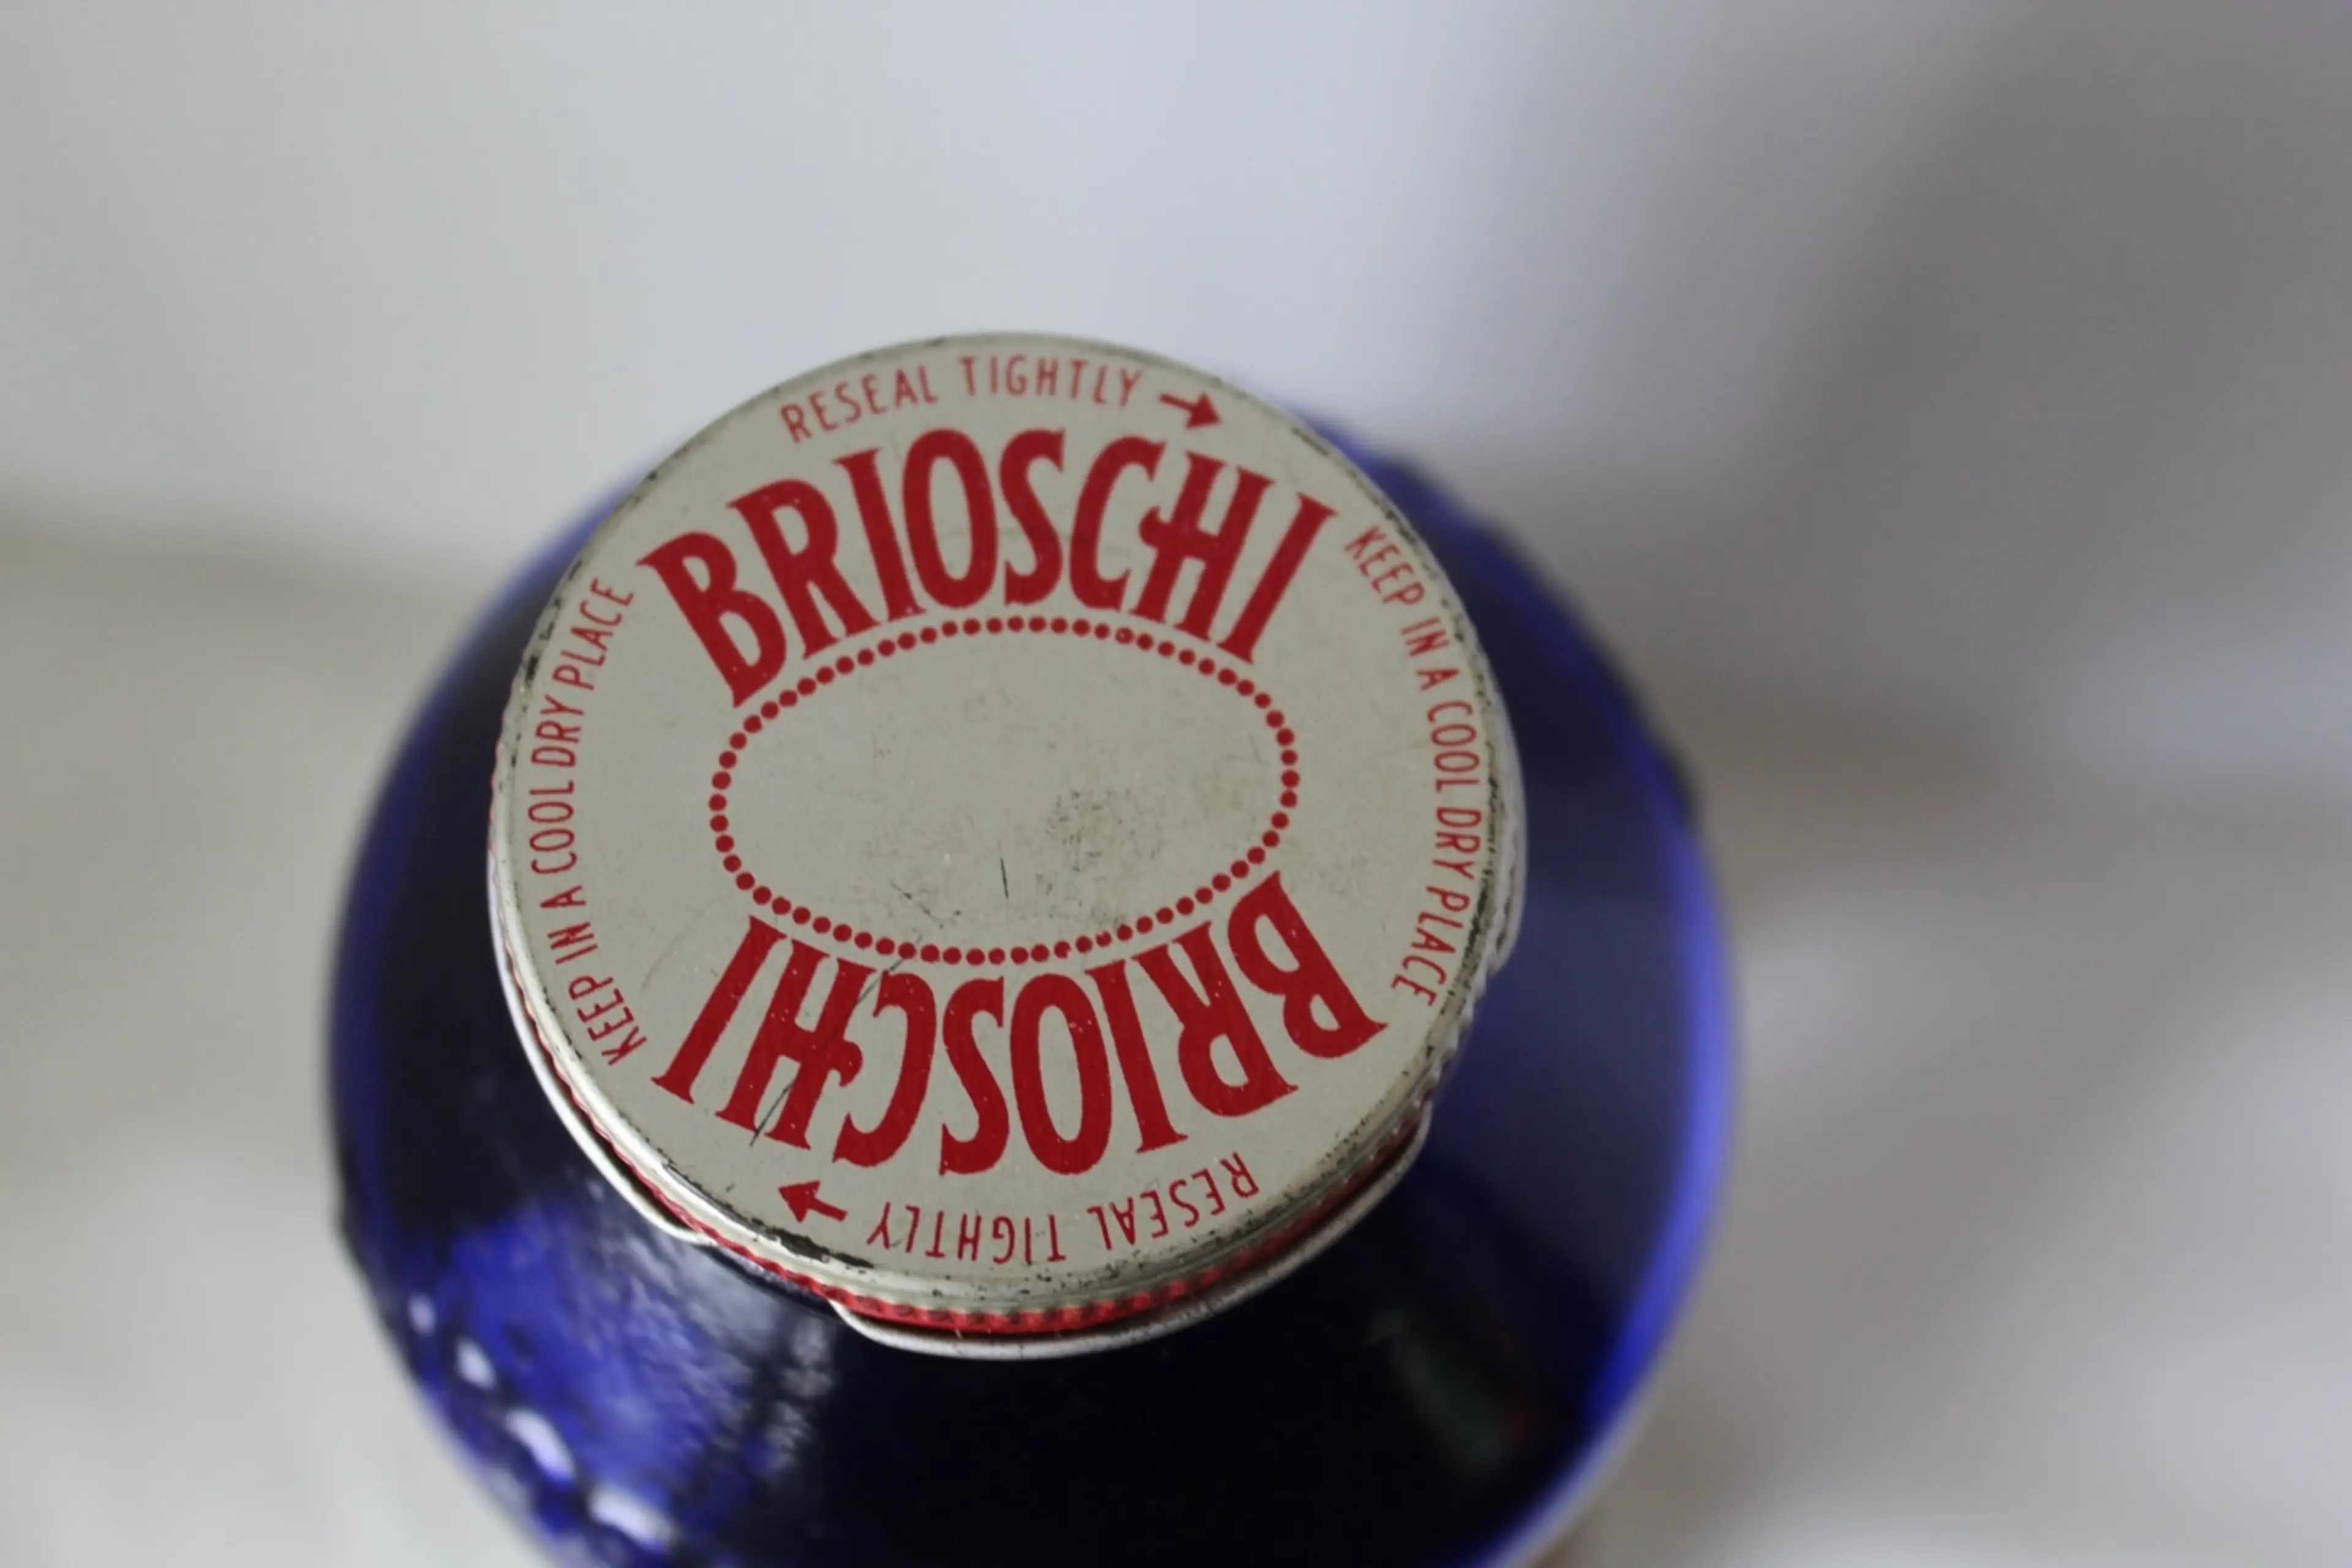 RESEAL TIGHTLY →
BRIOSCHI
KEEP IN A COOL DRY PLACE
KEEP IN A COOL DRY PLACE
BRIOSCHI
RESEAL TIGHTLY →